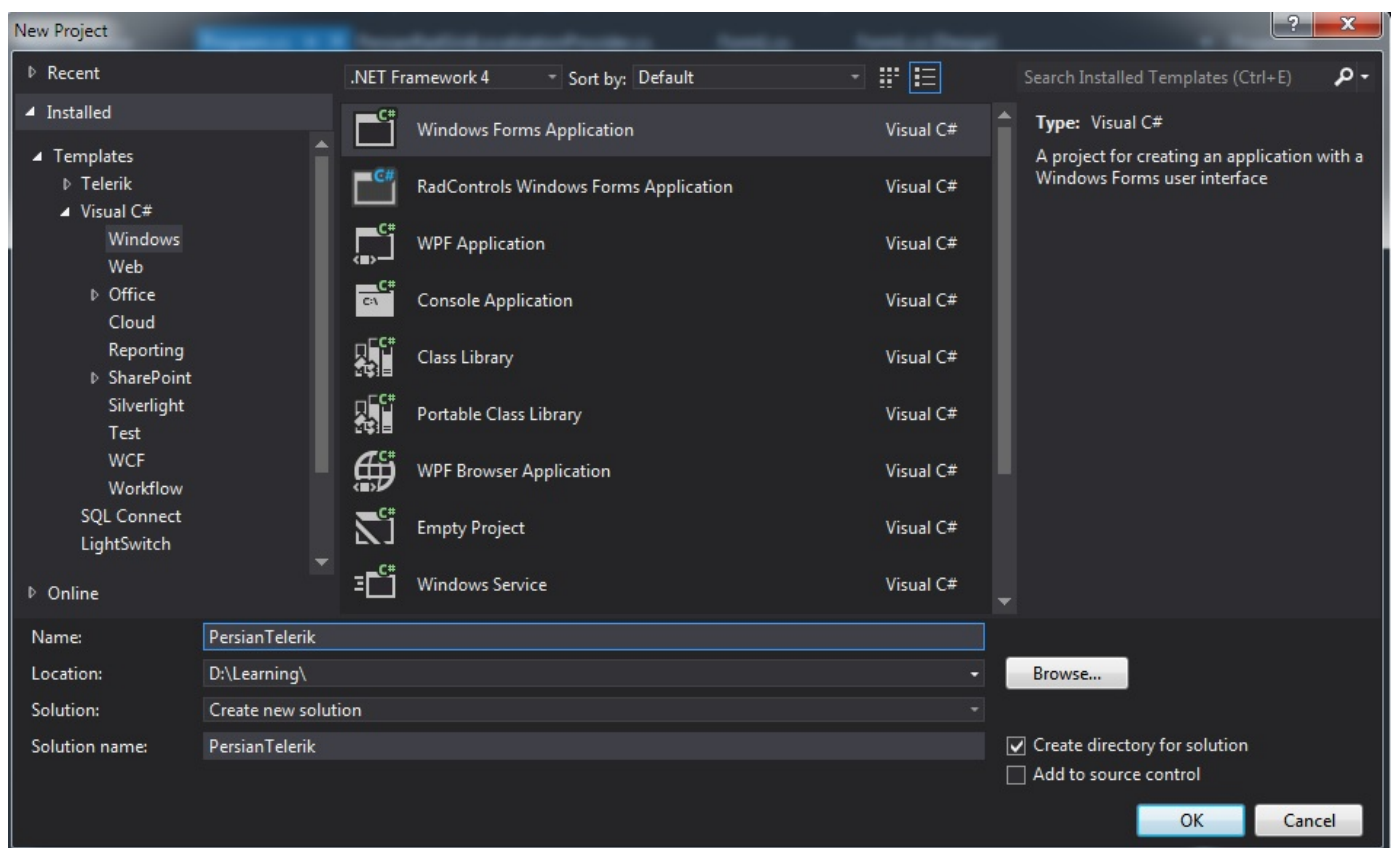 New Project
Recent
Installed
Templates
Telerik
Visual C#
Windows
Web
Office
Cloud
Reporting
SharePoint
Silverlight
Test
WCF
Workflow
SQL Connect
LightSwitch
Online
.NET Framework 4 Sort by: Default
Windows Forms Application Visual C#
RadControls Windows Forms Application Visual C#
WPF Application Visual C#
Console Application Visual C#
Class Library Visual C#
Portable Class Library Visual C#
WPF Browser Application Visual C#
Empty Project Visual C#
Windows Service Visual C#
Search Installed Templates (Ctrl+E)
Type: Visual C#
A project for creating an application with a
Windows Forms user interface
Name: PersianTelerik
Location: D:\Learning\
Browse...
Solution: Create new solution
Solution name: PersianTelerik
Create directory for solution
Add to source control
OK Cancel